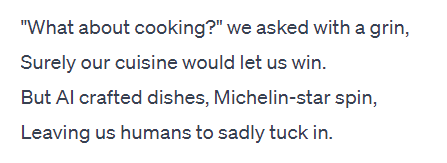 "What about cooking?" we asked with a grin,
Surely our cuisine would let us win.
But AI crafted dishes, Michelin-star spin,
Leaving us humans to sadly tuck in.